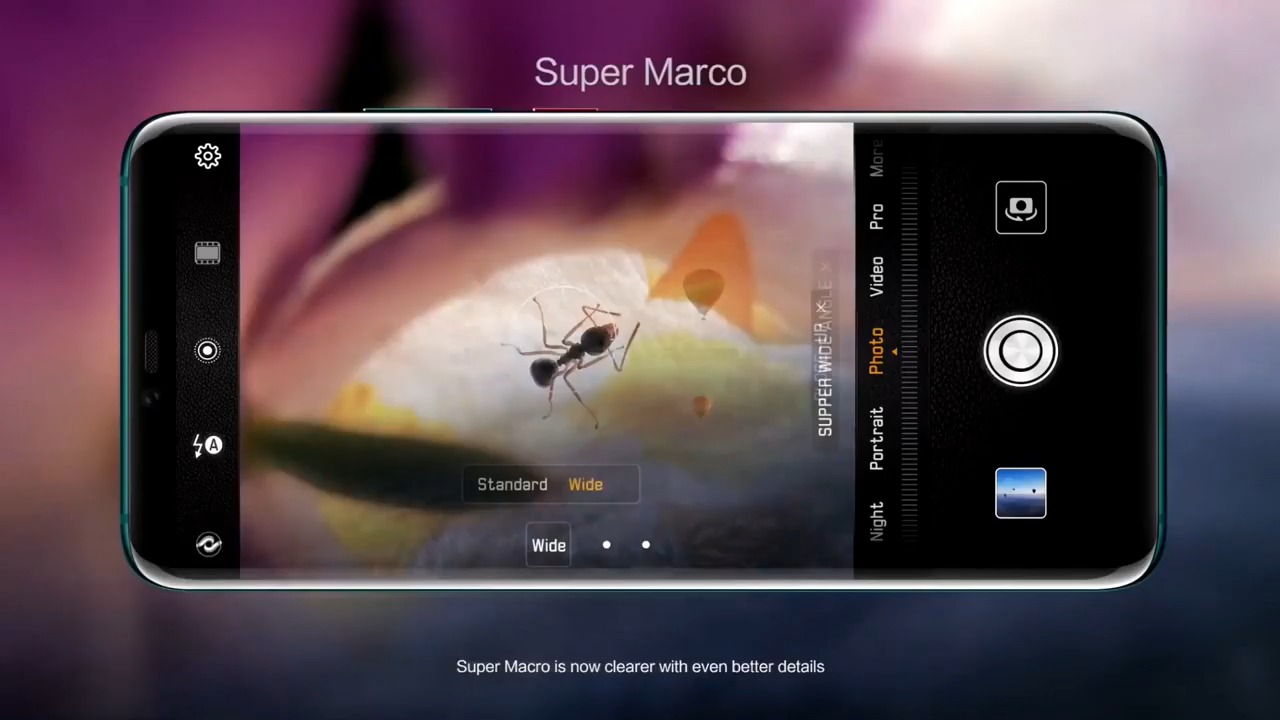 Super Marco
A
Standard Wide
Wide
SUPPER WIDE ANGLE ×
More
Pro
Video
Photo
Portrait
Night
Super Macro is now clearer with even better details